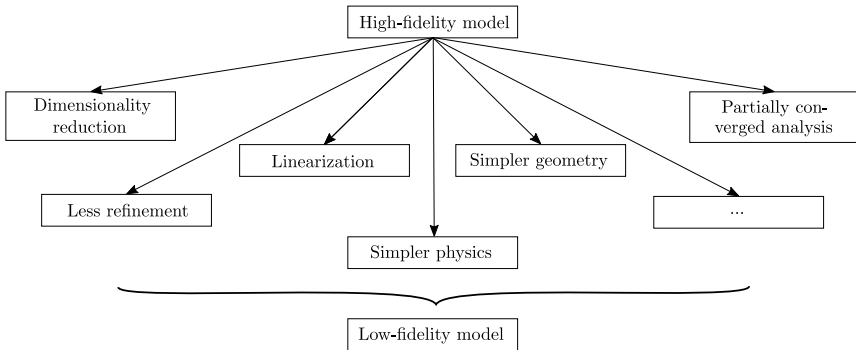 High-fidelity model
Dimensionality
reduction
Partially con-
verged analysis
Linearization
Simpler geometry
Less refinement
...
Simpler physics
Low-fidelity model